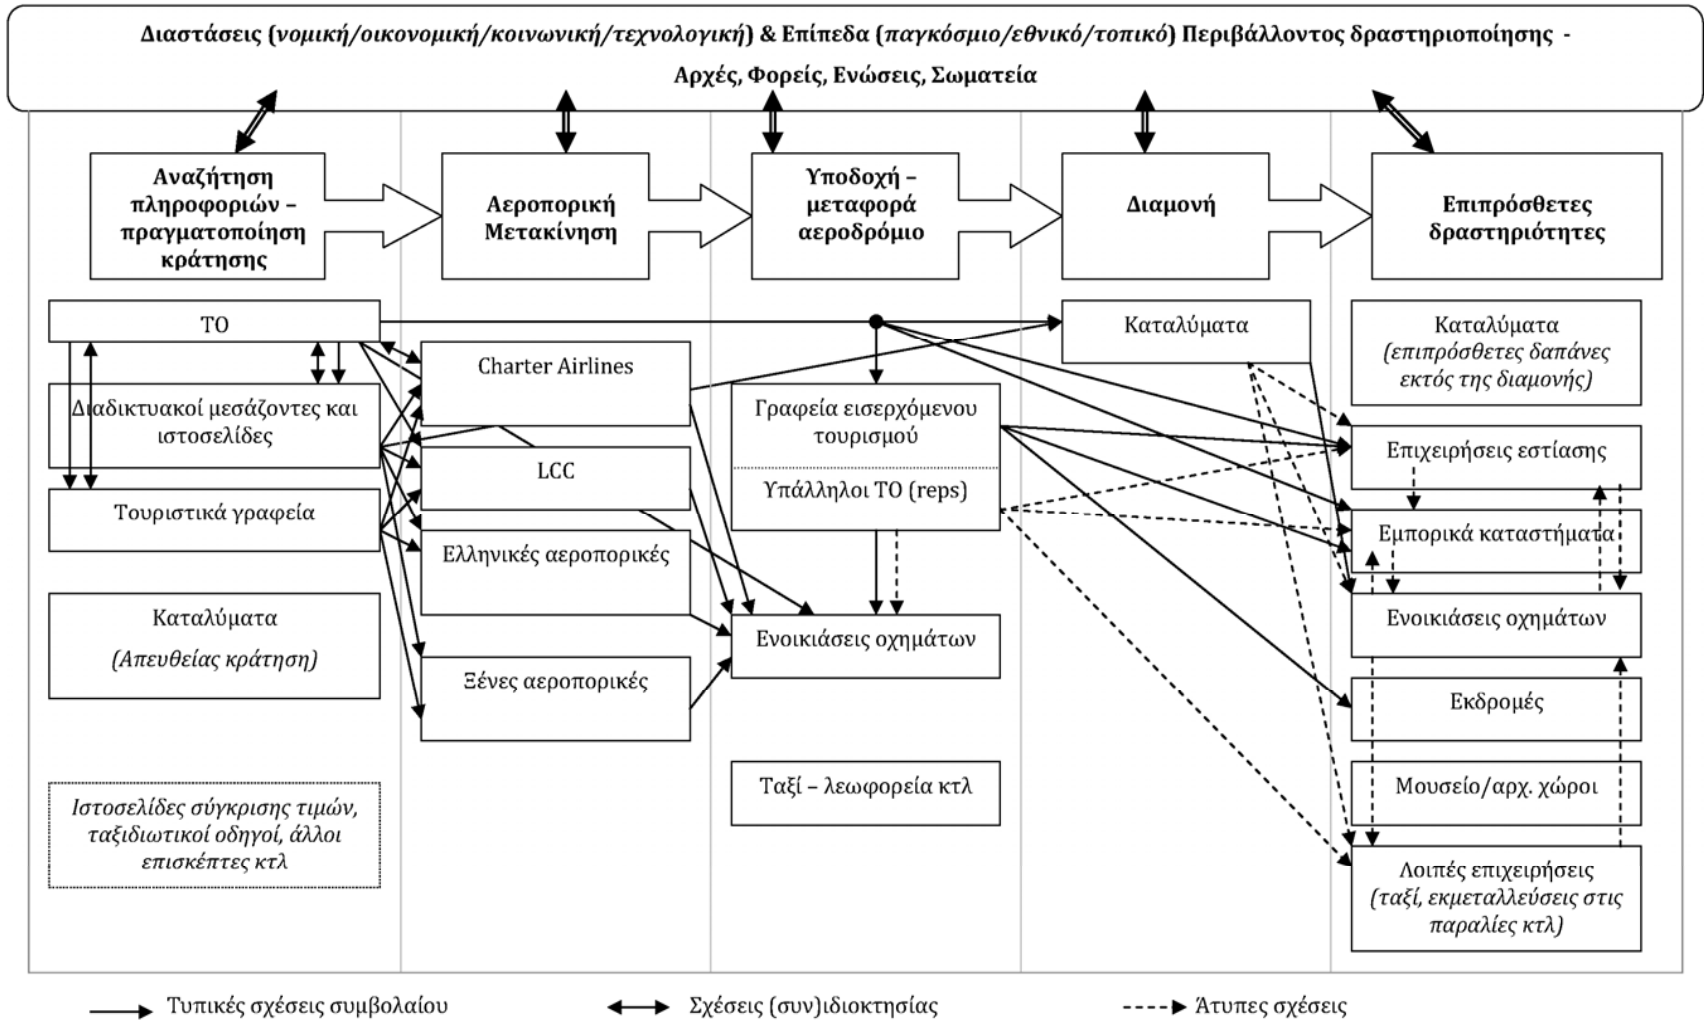 Διαστάσεις (νομική/οικονομική/κοινωνική/τεχνολογική) & Επίπεδα (παγκόσμιο/εθνικό/τοπικό) Περιβάλλοντος δραστηριοποίησης -
Αρχές, Φορείς, Ενώσεις, Σωματεία
Αναζήτηση
πληροφοριών –
πραγματοποίηση
κράτησης
Αεροπορική
Μετακίνηση
Υποδοχή –
μεταφορά
αεροδρόμιο
Διαμονή
Επιπρόσθετες
δραστηριότητες
ΤΟ
Διαδικτυακοί μεσάζοντες και
ιστοσελίδες
Τουριστικά γραφεία
Καταλύματα
(Απευθείας κράτηση)
Ιστοσελίδες σύγκρισης τιμών,
ταξιδιωτικοί οδηγοί, άλλοι
επισκέπτες κτλ
Charter Airlines
LCC
Ελληνικές αεροπορικές
Ξένες αεροπορικές
Γραφεία εισερχόμενου
τουρισμού
Υπάλληλοι ΤΟ (reps)
Ενοικιάσεις οχημάτων
Ταξί – λεωφορεία κτλ
Καταλύματα
Καταλύματα
(επιπρόσθετες δαπάνες
εκτός της διαμονής)
Επιχειρήσεις εστίασης
Εμπορικά καταστήματα
Ενοικιάσεις οχημάτων
Εκδρομές
Μουσείο/αρχ. χώροι
Λοιπές επιχειρήσεις
(ταξί, εκμεταλλεύσεις στις
παραλίες κτλ)
Τυπικές σχέσεις συμβολαίου
Σχέσεις (συν)ιδιοκτησίας
Άτυπες σχέσεις